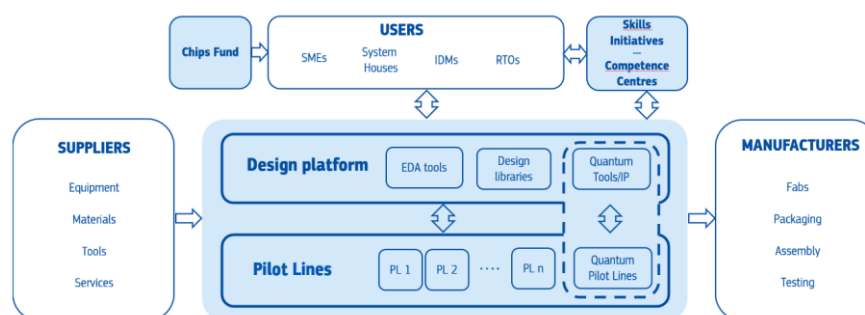 Chips Fund
USERS
SMEs
System
Houses
IDMs
RTOs
Skills
Initiatives
—
Competence
Centres
SUPPLIERS
Equipment
Materials
Tools
Services
Design platform
EDA tools
Design
libraries
Quantum
Tools/IP
Pilot Lines
PL 1
PL 2
....
PL n
Quantum
Pilot Lines
MANUFACTURERS
Fabs
Packaging
Assembly
Testing